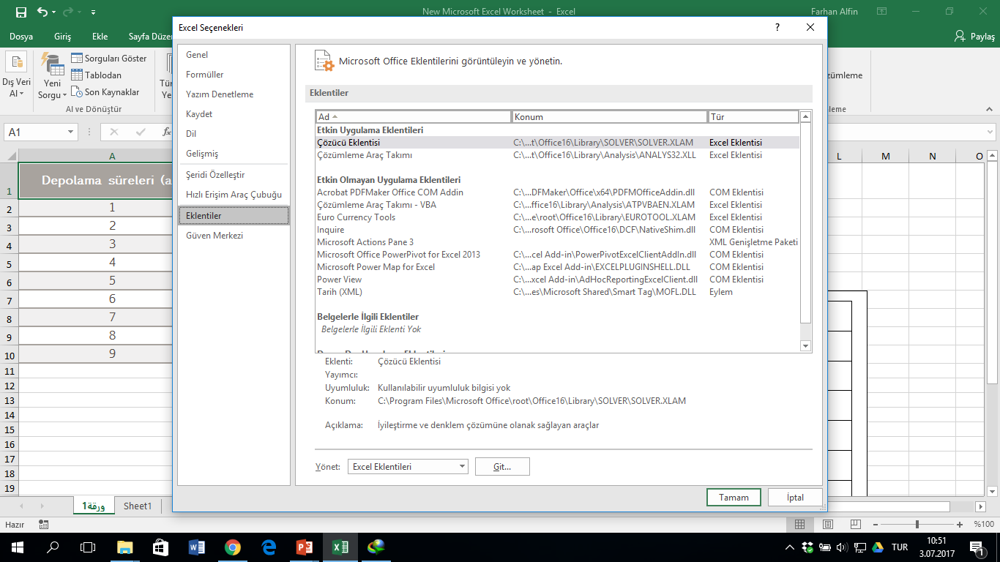 New Microsoft Excel Worksheet - Excel
Farhan Alfin
Dosya Giriş Ekle Sayfa Düzer
Paylaş
Dış Veri Al
Yeni Sorgu
Sorguları Göster
Tablodan
Son Kaynaklar
Al ve Dönüştür
Tür
Ye
zümleme
leme
A1
fx
A
L M N O
1 Depolama süreleri (a
2 1
3 2
4 3
5 4
6 5
7 6
8 7
9 8
10 9
11
12
13
14
15
16
17
18
19
Excel Seçenekleri
?
Genel
Formüller
Yazım Denetleme
Kaydet
Dil
Gelişmiş
Şeridi Özelleştir
Hızlı Erişim Araç Çubuğu
Eklentiler
Güven Merkezi
Microsoft Office Eklentilerini görüntüleyin ve yönetin.
Eklentiler
Ad Konum Tür
Etkin Uygulama Eklentileri
Çözücü Eklentisi C:\...t\Office16\Library\SOLVER\SOLVER.XLAM Excel Eklentisi
Çözümleme Araç Takımı C:\...t\Office16\Library\Analysis\ANALYS32.XLL Excel Eklentisi
Etkin Olmayan Uygulama Eklentileri
Acrobat PDFMaker Office COM Addin C:\...DFMaker\Office\x64\PDFMOfficeAddin.dll COM Eklentisi
Çözümleme Araç Takımı - VBA C:\...ffice16\Library\Analysis\ATPVBAEN.XLAM Excel Eklentisi
Euro Currency Tools C:\...e\root\Office16\Library\EUROTOOL.XLAM Excel Eklentisi
Inquire C:\...rosoft Office\Office16\DCF\NativeShim.dll COM Eklentisi
Microsoft Actions Pane 3 XML Genişletme Paketi
Microsoft Office PowerPivot for Excel 2013 C:\...cel Add-in\PowerPivotExcelClientAddIn.dll COM Eklentisi
Microsoft Power Map for Excel C:\...ap Excel Add-in\EXCELPLUGINSHELL.DLL COM Eklentisi
Power View C:\...xcel Add-in\AdHocReportingExcelClient.dll COM Eklentisi
Tarih (XML) C:\...es\Microsoft Shared\Smart Tag\MOFL.DLL Eylem
Belgelerle İlgili Eklentiler
Belgelerle İlgili Eklenti Yok
Eklenti: Çözücü Eklentisi
Yayımcı:
Uyumluluk: Kullanılabilir uyumluluk bilgisi yok
Konum: C:\Program Files\Microsoft Office\root\Office16\Library\SOLVER\SOLVER.XLAM
Açıklama: İyileştirme ve denklem çözümüne olanak sağlayan araçlar
Yönet: Excel Eklentileri Git...
Tamam İptal
ورقة1 Sheet1
Hazır
%100
TUR
10:51
3.07.2017
1